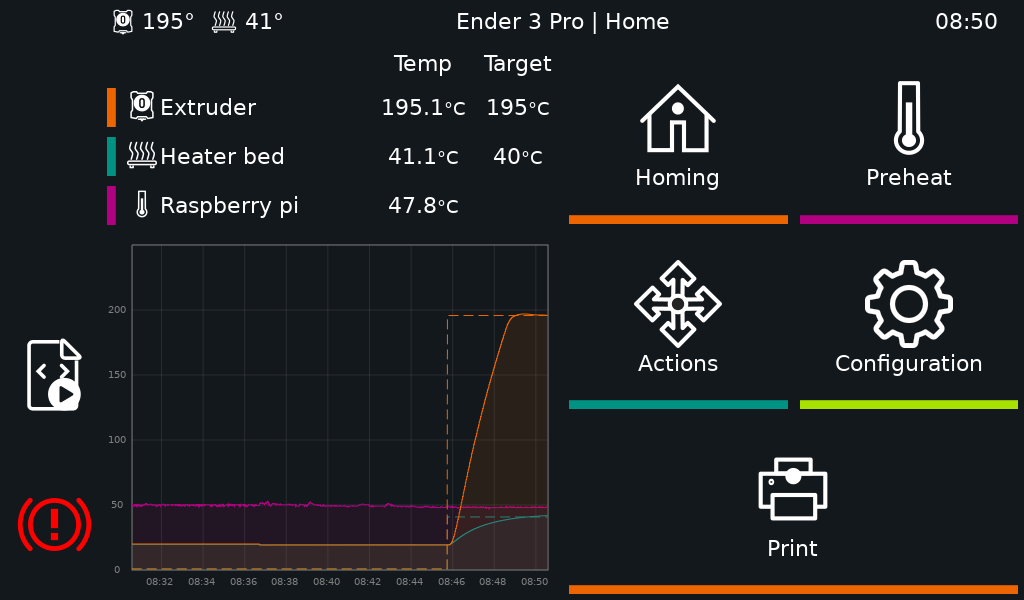 195° 41° Ender 3 Pro | Home 08:50
Temp Target
Extruder 195.1°C 195°C
Heater bed 41.1°C 40°C
Raspberry pi 47.8°C
200
150
100
50
0
08:32 08:34 08:36 08:38 08:40 08:42 08:44 08:46 08:48 08:50
Homing Preheat
Actions Configuration
Print